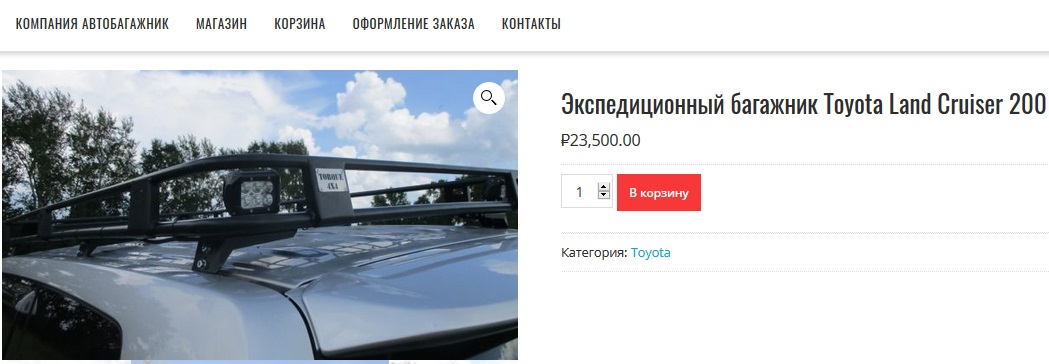 КОМПАНИЯ АВТОБАГАЖНИК МАГАЗИН КОРЗИНА ОФОРМЛЕНИЕ ЗАКАЗА КОНТАКТЫ
Экспедиционный багажник Toyota Land Cruiser 200
₽23,500.00
TORQUE
4X4
1 В корзину
Категория: Toyota